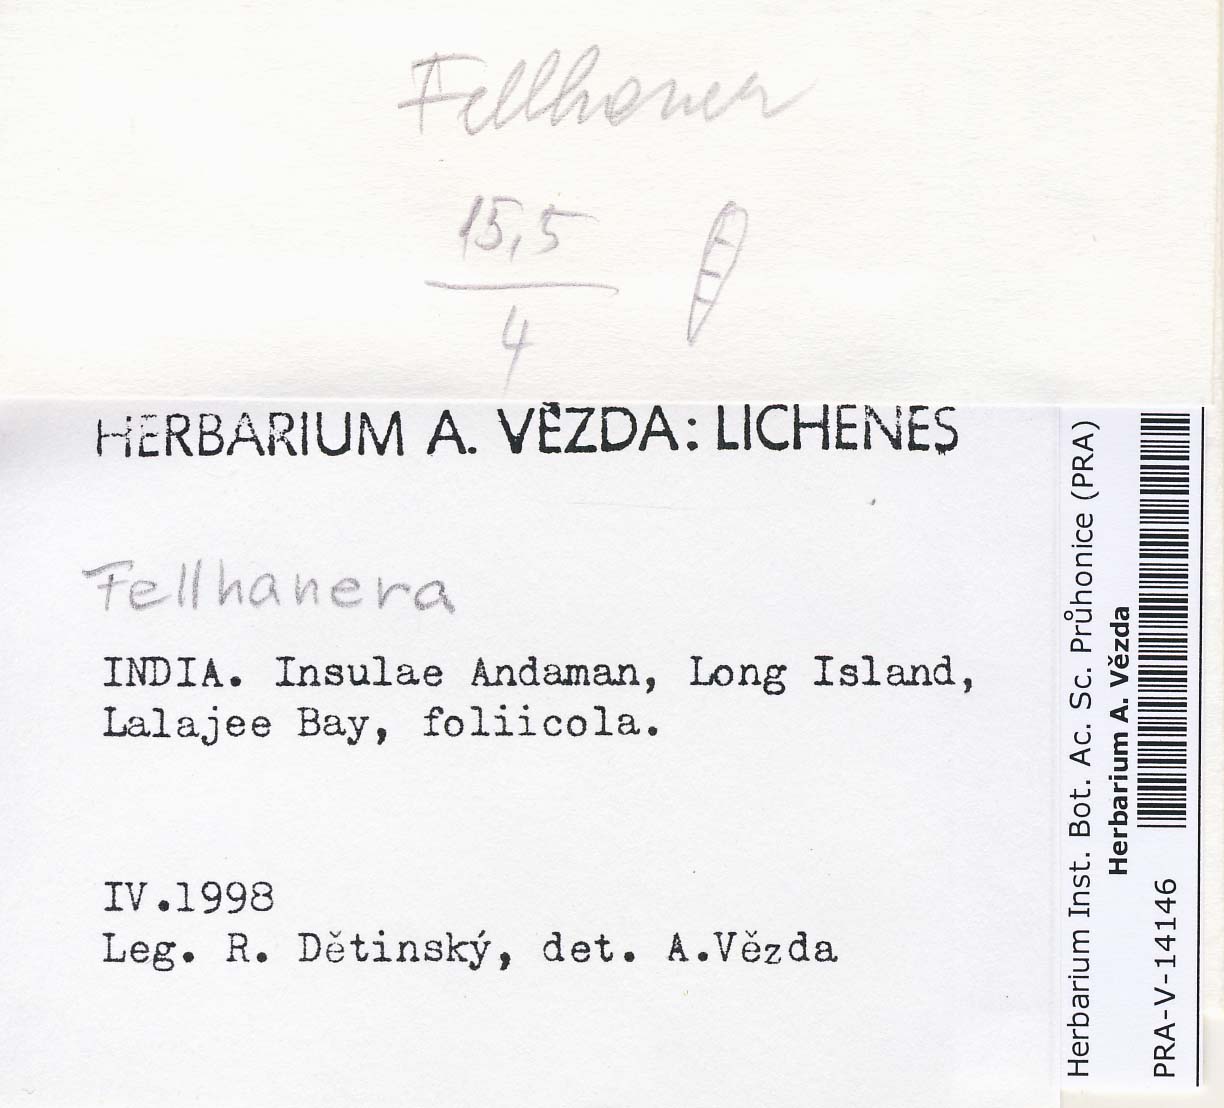 Fellhaner
15,5
4
HERBARIUM A. VĚZDA: LICHENES
Fellhanera
INDIA. Insulae Andaman, Long Island,
Lalajee Bay, foliicola.
IV.1998
Leg. R. Dětinský, det. A.Vězda
Herbarium Inst. Bot. Ac. Sc. Průhonice (PRA)
Herbarium A. Vězda
PRA-V-14146